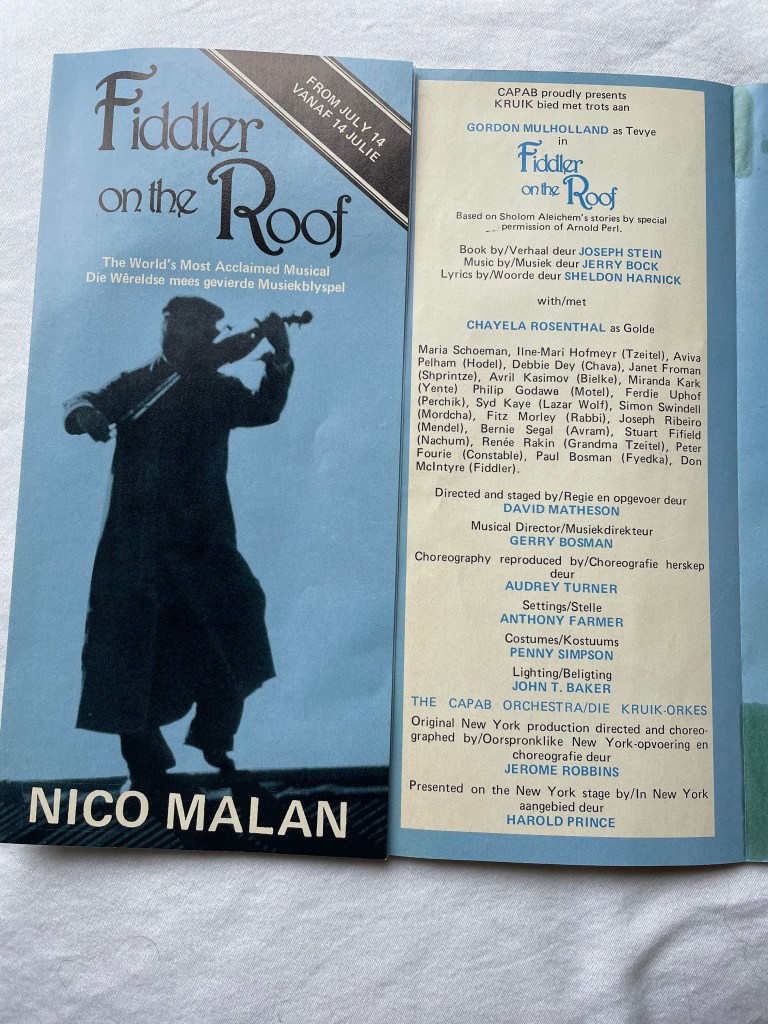 Fiddler
on the Roof
FROM JULY 14
VANAF 14 JULIE
The World's Most Acclaimed Musical
Die Wêreldse mees gevierde Musiekblyspel
NICO MALAN
CAPAB proudly presents
KRUIK bied met trots aan
GORDON MULHOLLAND as Tevye
in
Fiddler
on the Roof
Based on Sholom Aleichem's stories by special
permission of Arnold Perl.
Book by/Verhaal deur JOSEPH STEIN
Music by/Musiek deur JERRY BOCK
Lyrics by/Woorde deur SHELDON HARNICK
with/met
CHAYELA ROSENTHAL as Golde
Maria Schoeman, Ilne-Mari Hofmeyr (Tzeitel), Aviva
Pelham (Hodel), Debbie Dey (Chava), Janet Froman
(Shprintze), Avril Kasimov (Bielke), Miranda Kark
(Yente) Philip Godawa (Motel), Ferdie Uphof
(Perchik), Syd Kaye (Lazar Wolf), Simon Swindell
(Mordcha), Fitz Morley (Rabbi), Joseph Ribeiro
(Mendel), Bernie Segal (Avram), Stuart Fifield
(Nachum), Renée Rakin (Grandma Tzeitel), Peter
Fourie (Constable), Paul Bosman (Fyedka), Don
McIntyre (Fiddler).
Directed and staged by/Regie en opgevoer deur
DAVID MATHESON
Musical Director/Musiekdirekteur
GERRY BOSMAN
Choreography reproduced by/Choreografie herskep
deur
AUDREY TURNER
Settings/Stelle
ANTHONY FARMER
Costumes/Kostuums
PENNY SIMPSON
Lighting/Beligting
JOHN T. BAKER
THE CAPAB ORCHESTRA/DIE KRUIK-ORKES
Original New York production directed and choreo-
graphed by/Oorspronklike New York-opvoering en
choreografie deur
JEROME ROBBINS
Presented on the New York stage by/In New York
aangebied deur
HAROLD PRINCE